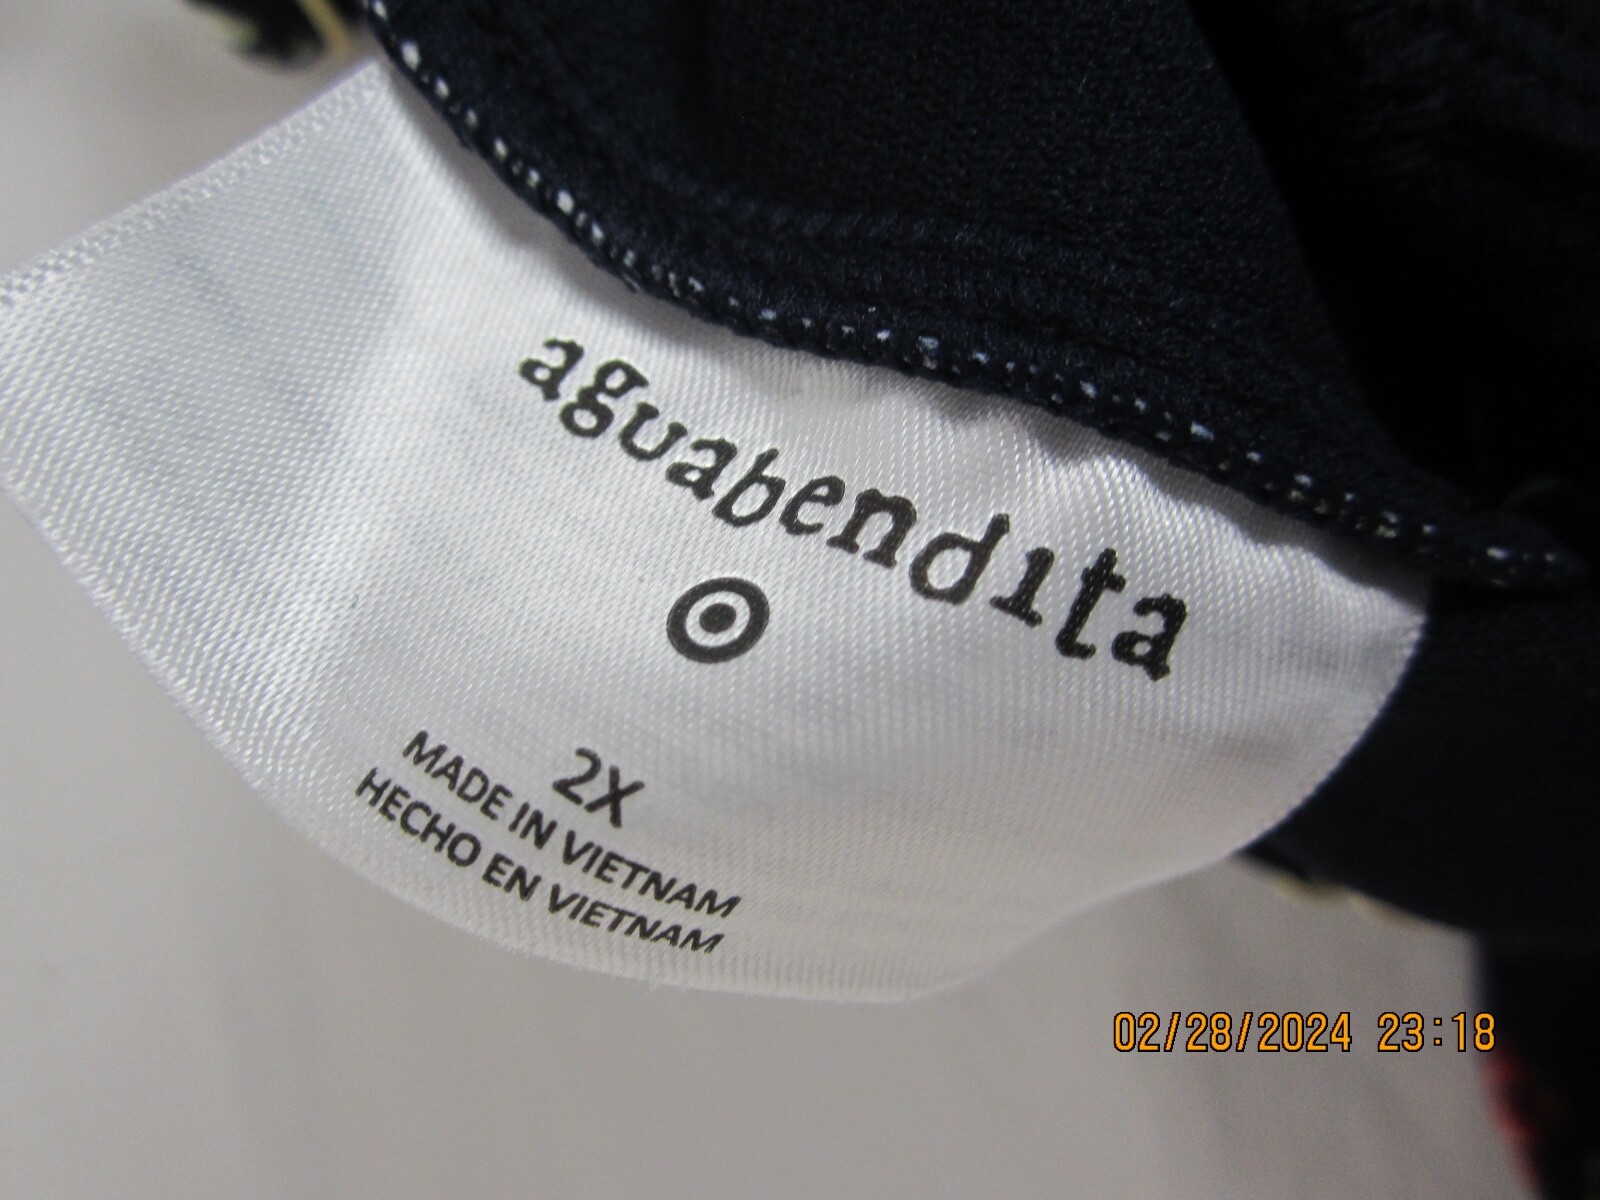 aguabendita
2X
MADE IN VIETNAM
HECHO EN VIETNAM
02/28/2024 23:18